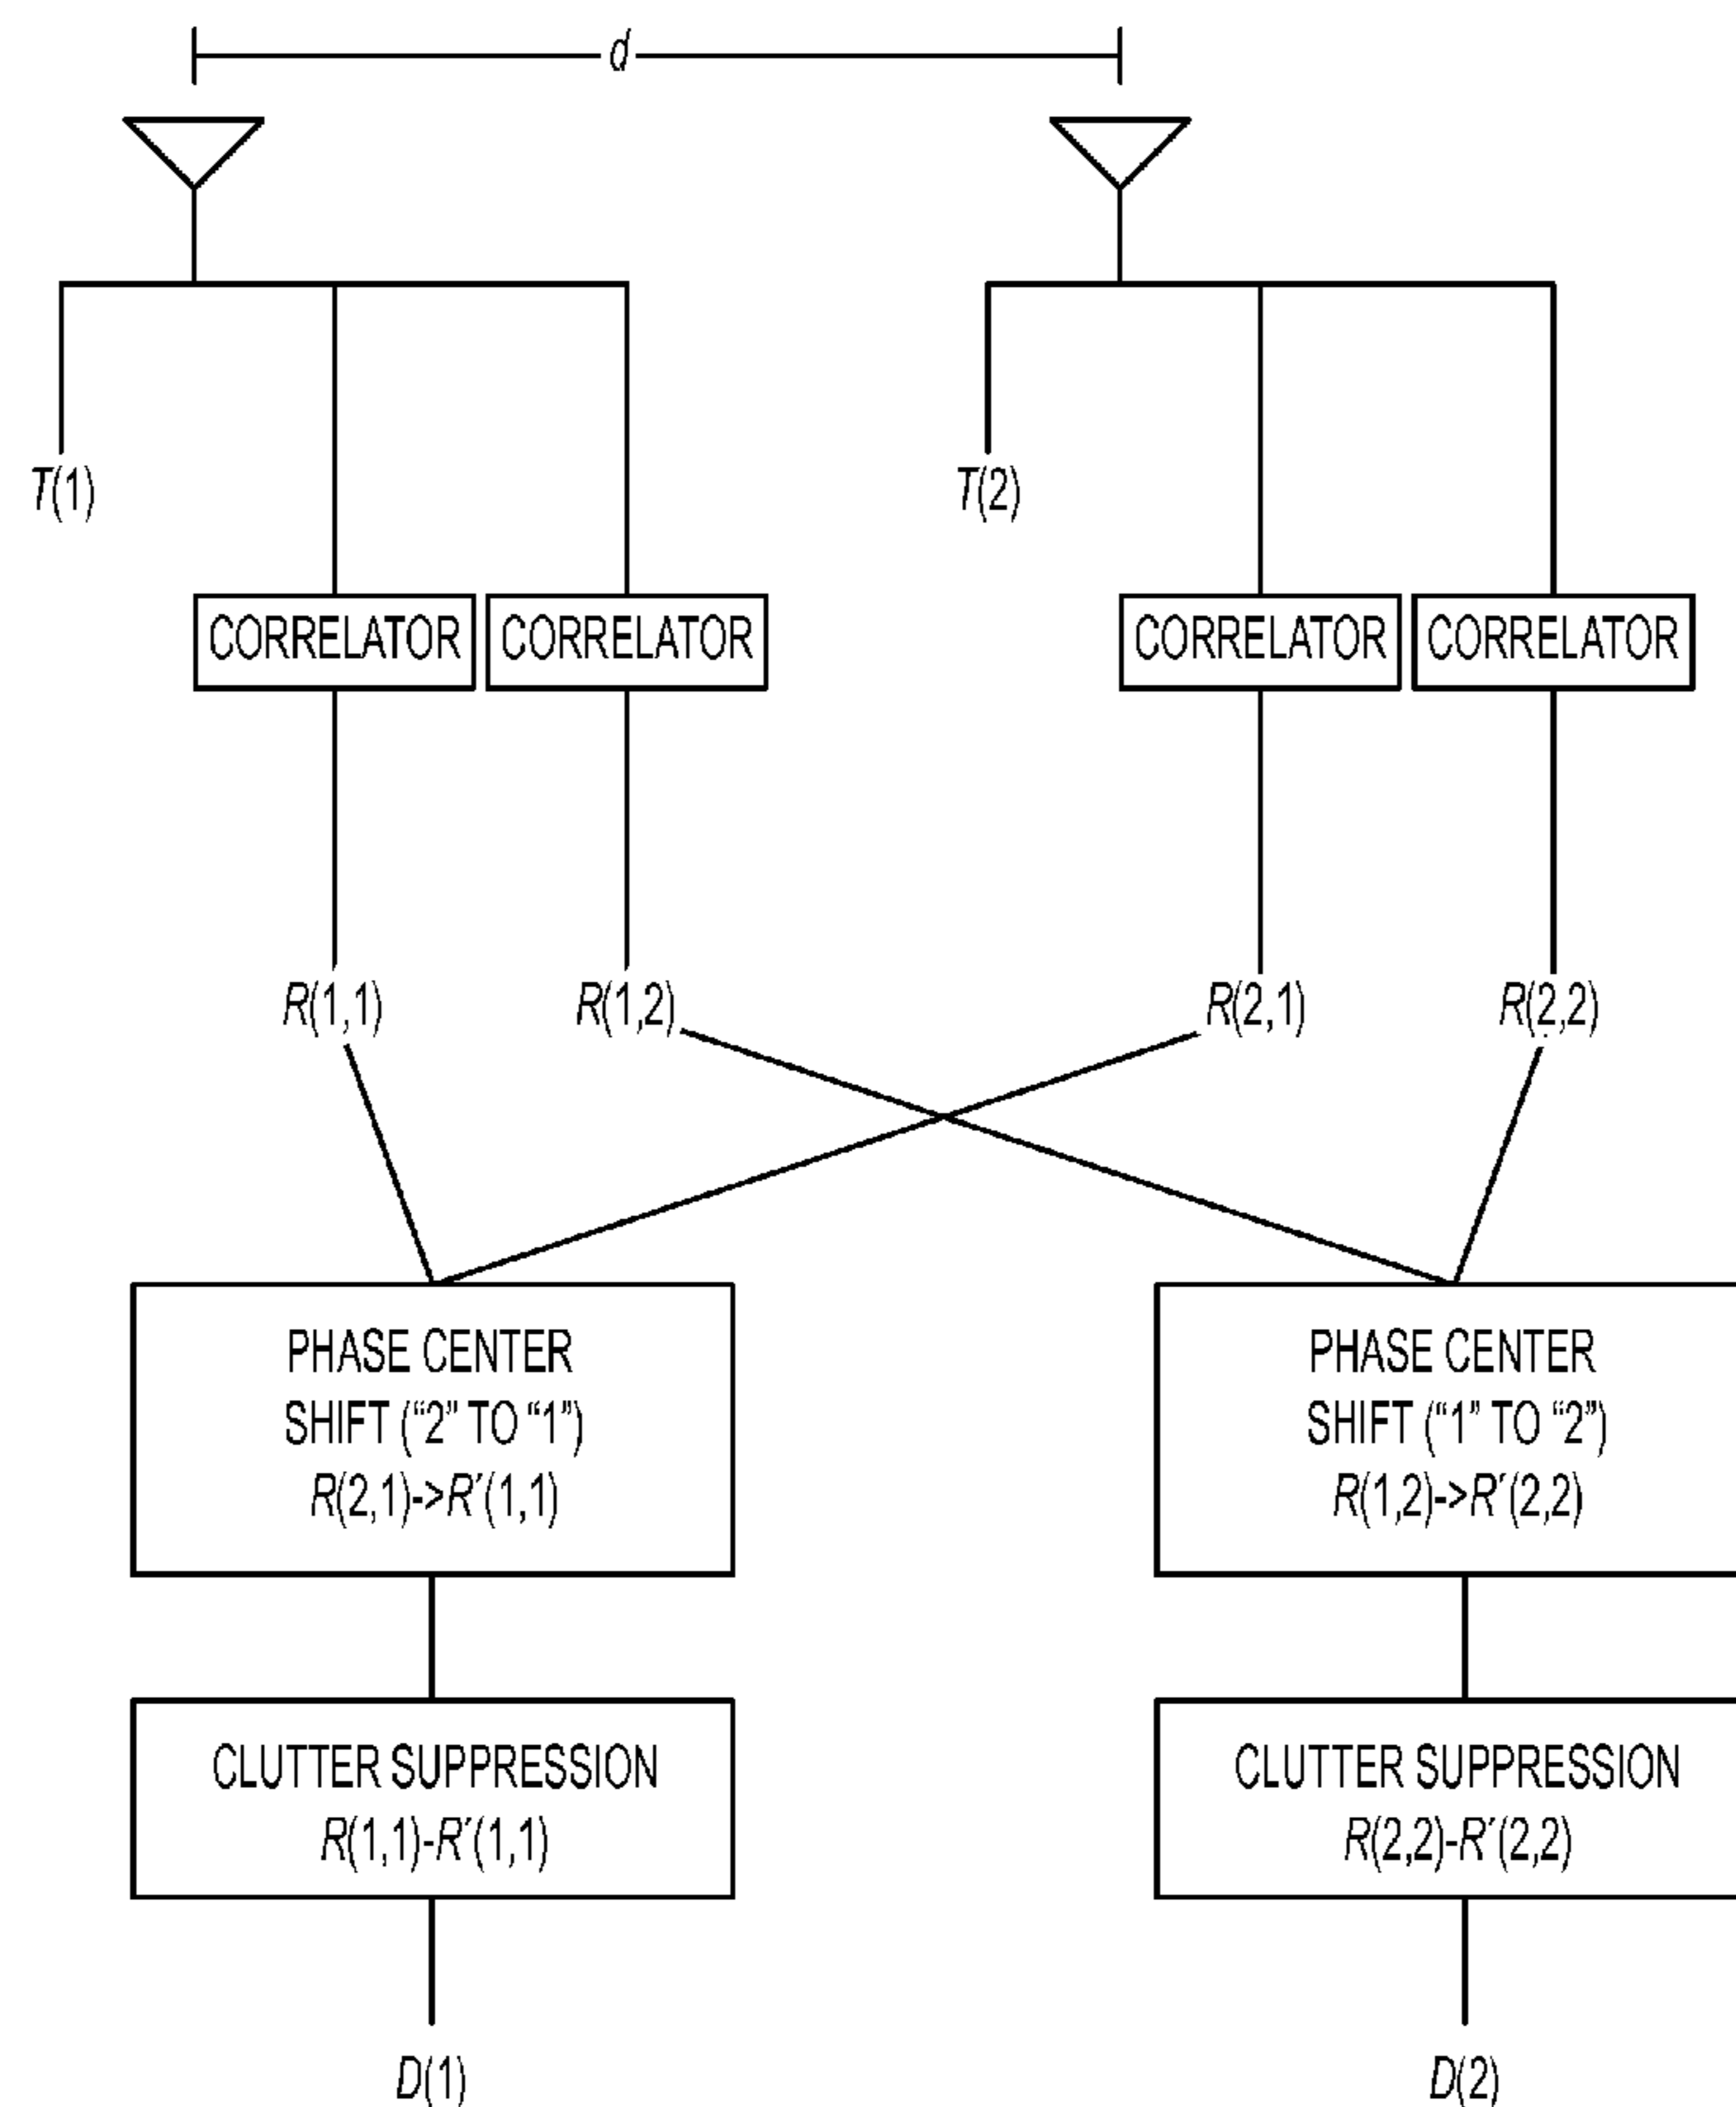 d
T(1)
T(2)
CORRELATOR
CORRELATOR
CORRELATOR
CORRELATOR
R(1,1)
R(1,2)
R(2,1)
R(2,2)
PHASE CENTER
SHIFT (“2” TO “1”)
R(2,1)->R′(1,1)
PHASE CENTER
SHIFT (“1” TO “2”)
R(1,2)->R′(2,2)
CLUTTER SUPPRESSION
R(1,1)-R′(1,1)
CLUTTER SUPPRESSION
R(2,2)-R′(2,2)
D(1)
D(2)